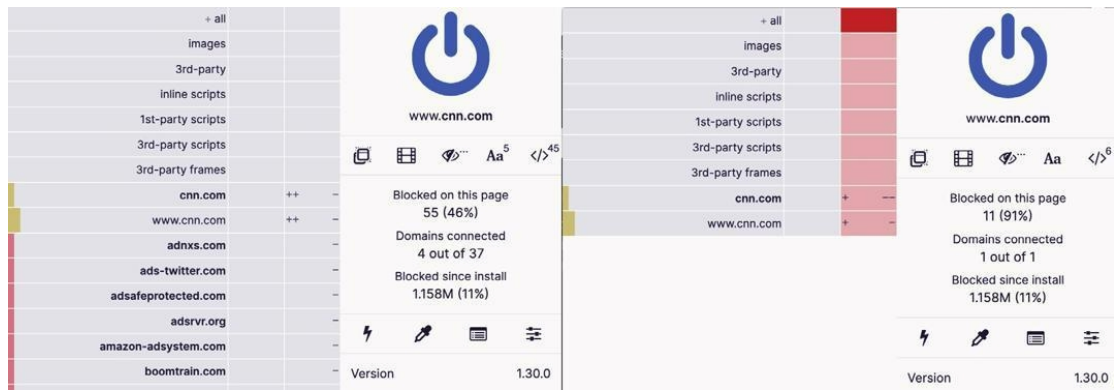 + all
images
3rd-party
inline scripts
1st-party scripts
3rd-party scripts
3rd-party frames
cnn.com ++ –
www.cnn.com ++ –
adnxs.com –
ads-twitter.com –
adsafeprotected.com –
adsrvr.org –
amazon-adsystem.com –
boomtrain.com –
www.cnn.com
Aa 5 </> 45
Blocked on this page
55 (46%)
Domains connected
4 out of 37
Blocked since install
1.158M (11%)
Version 1.30.0
+ all
images
3rd-party
inline scripts
1st-party scripts
3rd-party scripts
3rd-party frames
cnn.com + ––
www.cnn.com + –
www.cnn.com
Aa </> 6
Blocked on this page
11 (91%)
Domains connected
1 out of 1
Blocked since install
1.158M (11%)
Version 1.30.0